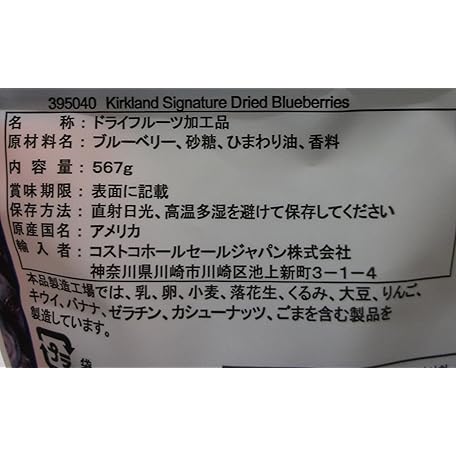 395040 Kirkland Signature Dried Blueberries
名 称：ドライフルーツ加工品
原材料名：ブルーベリー、砂糖、ひまわり油、香料
内 容 量：567g
賞味期限：表面に記載
保存方法：直射日光、高温多湿を避けて保存してください
原産国名：アメリカ
輸 入 者：コストコホールセールジャパン株式会社
神奈川県川崎市川崎区池上新町3－1－4
本品製造工場では、乳、卵、小麦、落花生、くるみ、大豆、りんご、
キウイ、バナナ、ゼラチン、カシューナッツ、ごまを含む製品を
製造しています。
プラ
袋